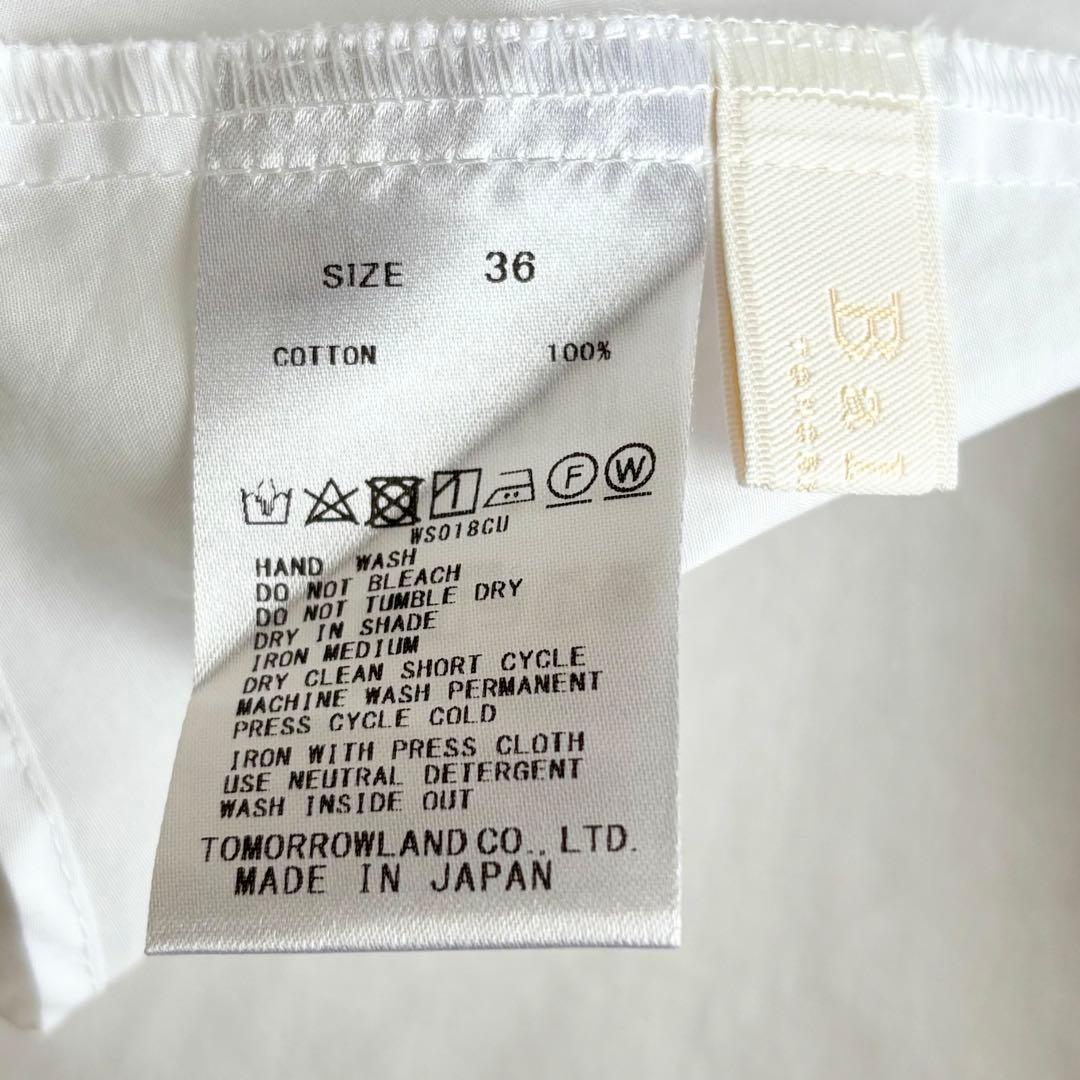 SIZE 36
COTTON 100%
F W
WS018CU
HAND WASH
DO NOT BLEACH
DO NOT TUMBLE DRY
DRY IN SHADE
IRON MEDIUM
DRY CLEAN SHORT CYCLE
MACHINE WASH PERMANENT
PRESS CYCLE COLD
IRON WITH PRESS CLOTH
USE NEUTRAL DETERGENT
WASH INSIDE OUT
TOMORROWLAND CO., LTD.
MADE IN JAPAN